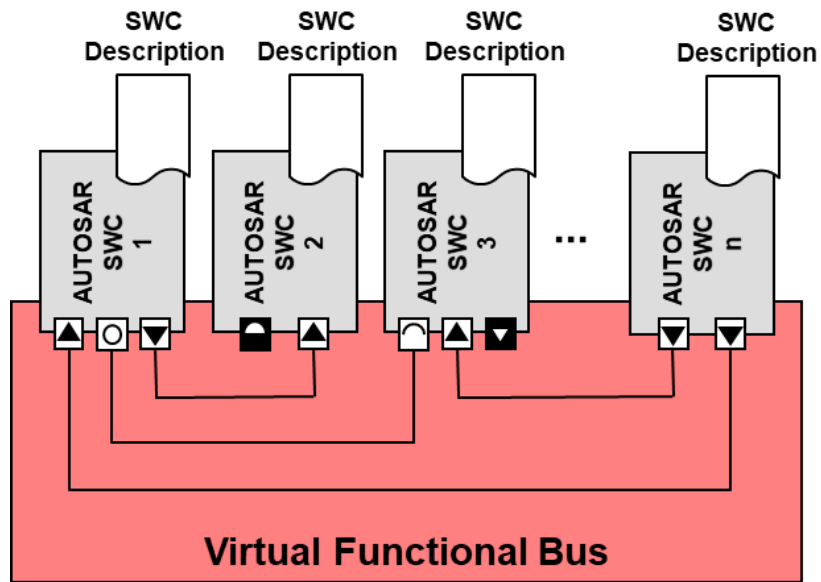 SWC
Description
SWC
Description
SWC
Description
SWC
Description
AUTOSAR
SWC
1
AUTOSAR
SWC
2
AUTOSAR
SWC
3
...
AUTOSAR
SWC
n
Virtual Functional Bus